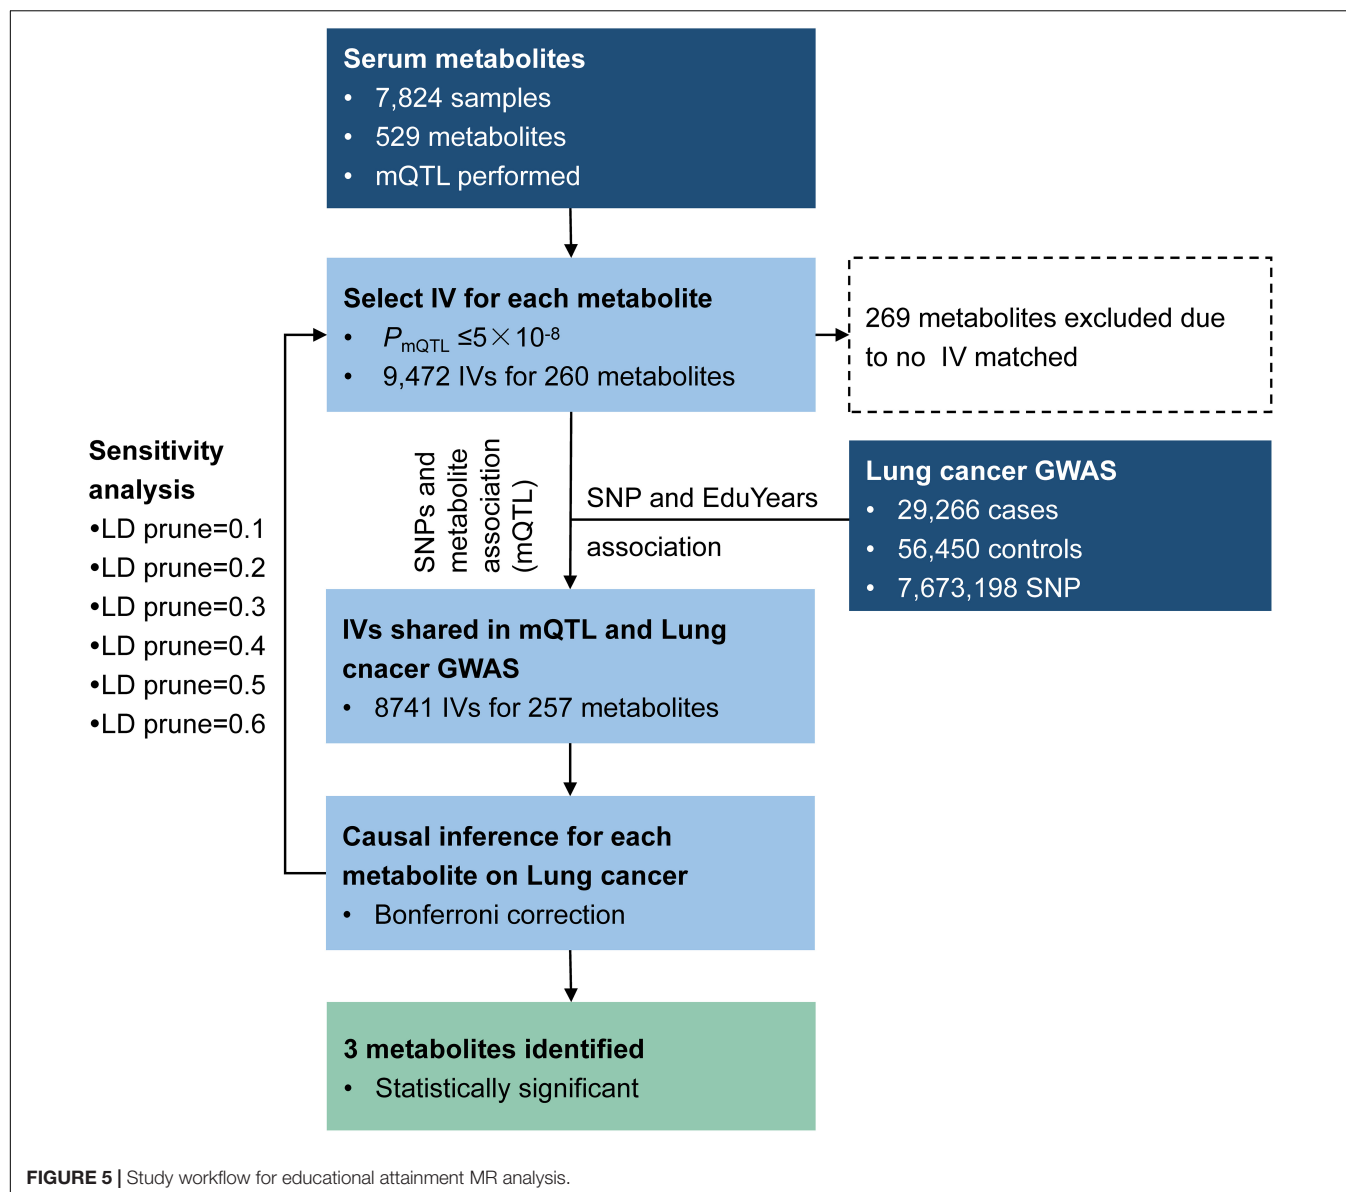 Serum metabolites
• 7,824 samples
• 529 metabolites
• mQTL performed
Select IV for each metabolite
• PmQTL ≤5×10-8
• 9,472 IVs for 260 metabolites
269 metabolites excluded due
to no IV matched
Sensitivity
analysis
•LD prune=0.1
•LD prune=0.2
•LD prune=0.3
•LD prune=0.4
•LD prune=0.5
•LD prune=0.6
SNPs and
metabolite
association
(mQTL)
SNP and EduYears
association
Lung cancer GWAS
• 29,266 cases
• 56,450 controls
• 7,673,198 SNP
IVs shared in mQTL and Lung
cnacer GWAS
• 8741 IVs for 257 metabolites
Causal inference for each
metabolite on Lung cancer
• Bonferroni correction
3 metabolites identified
• Statistically significant
FIGURE 5 | Study workflow for educational attainment MR analysis.